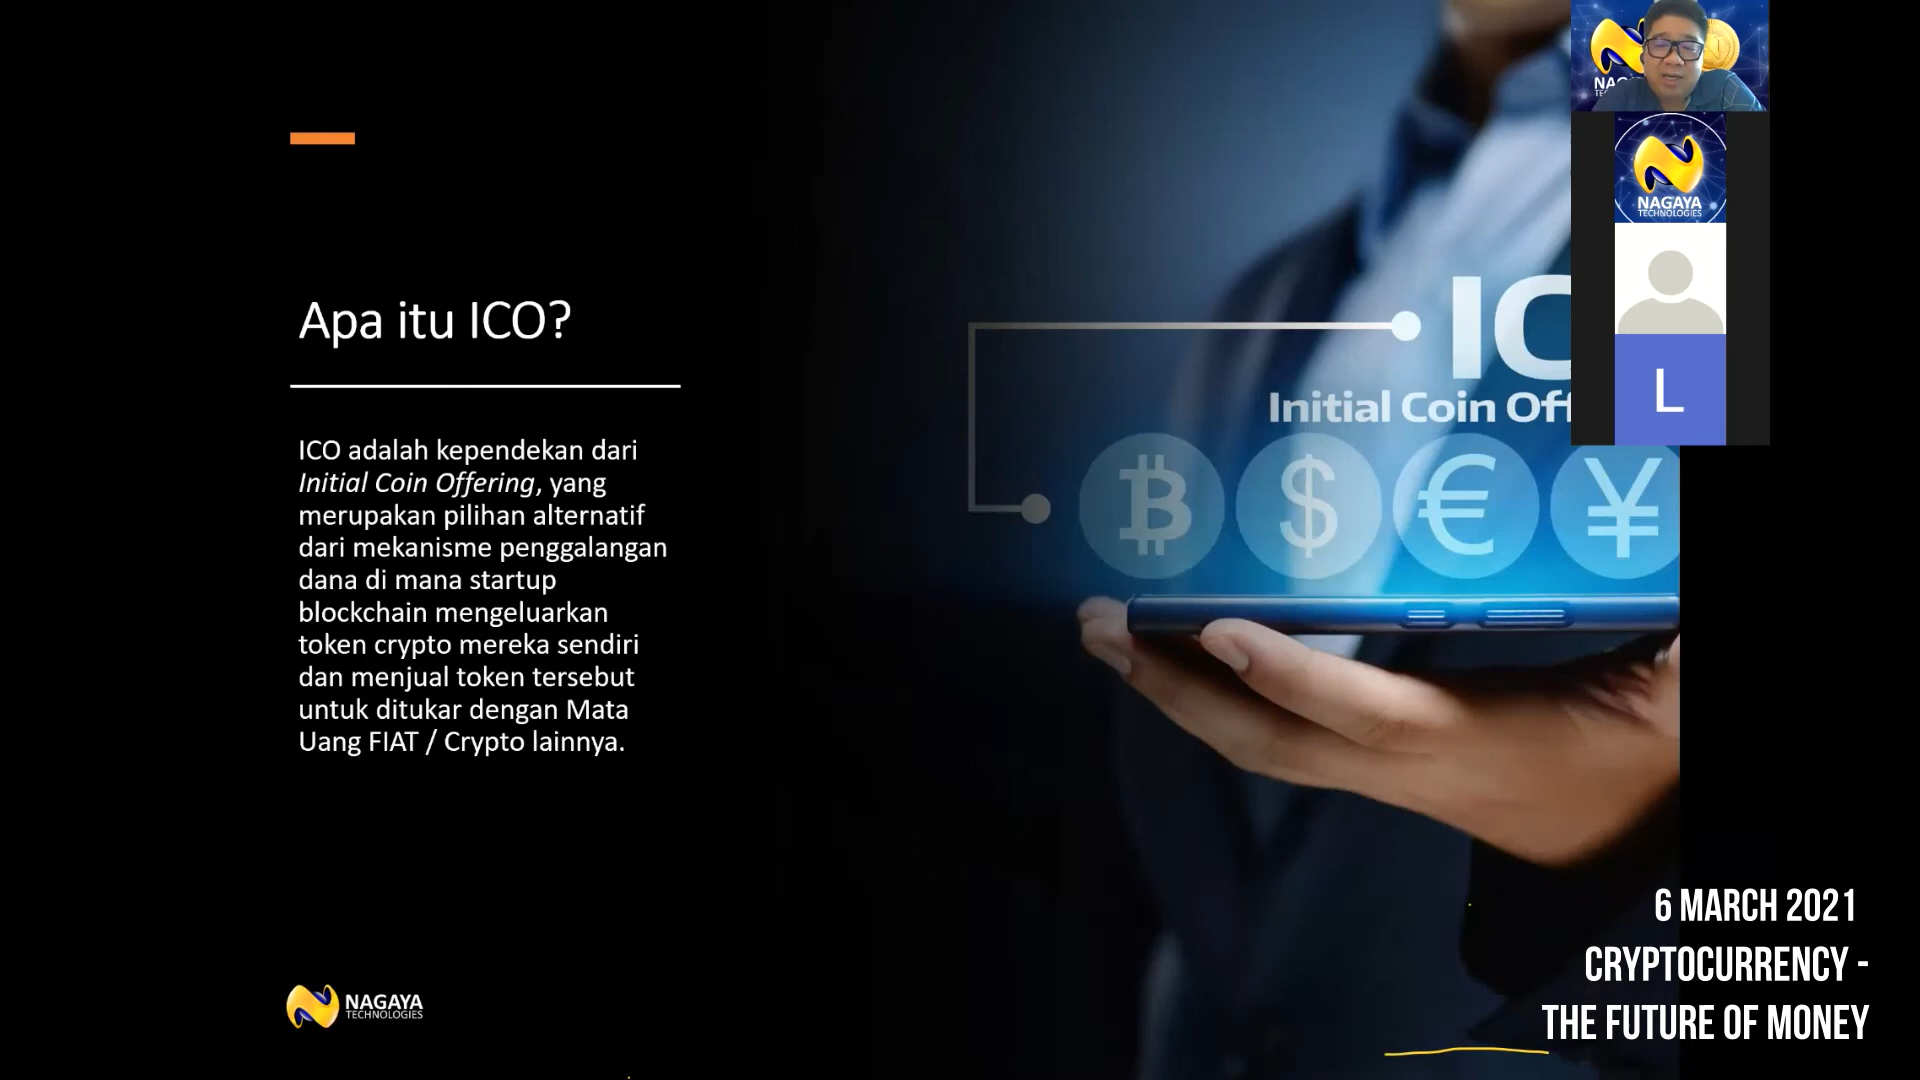 Apa itu ICO?
ICO adalah kependekan dari
Initial Coin Offering, yang
merupakan pilihan alternatif
dari mekanisme penggalangan
dana di mana startup
blockchain mengeluarkan
token crypto mereka sendiri
dan menjual token tersebut
untuk ditukar dengan Mata
Uang FIAT / Crypto lainnya.
NAGAYA
TECHNOLOGIES
IC
Initial Coin Off
₿ $ € ¥
NAGAYA
TECHNOLOGIES
L
6 MARCH 2021
CRYPTOCURRENCY -
THE FUTURE OF MONEY